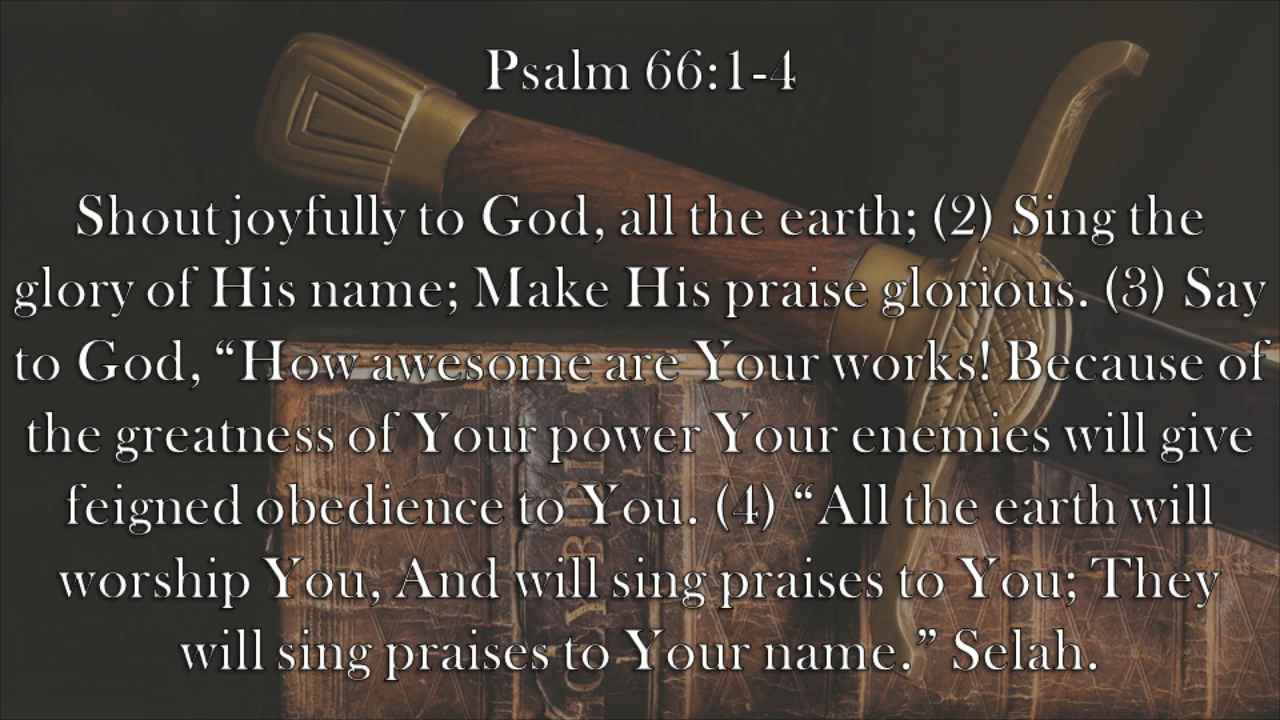 Psalm 66:1-4
Shout joyfully to God, all the earth; (2) Sing the
glory of His name; Make His praise glorious. (3) Say
to God, “How awesome are Your works! Because of
the greatness of Your power Your enemies will give
feigned obedience to You. (4) “All the earth will
worship You, And will sing praises to You; They
will sing praises to Your name.” Selah.